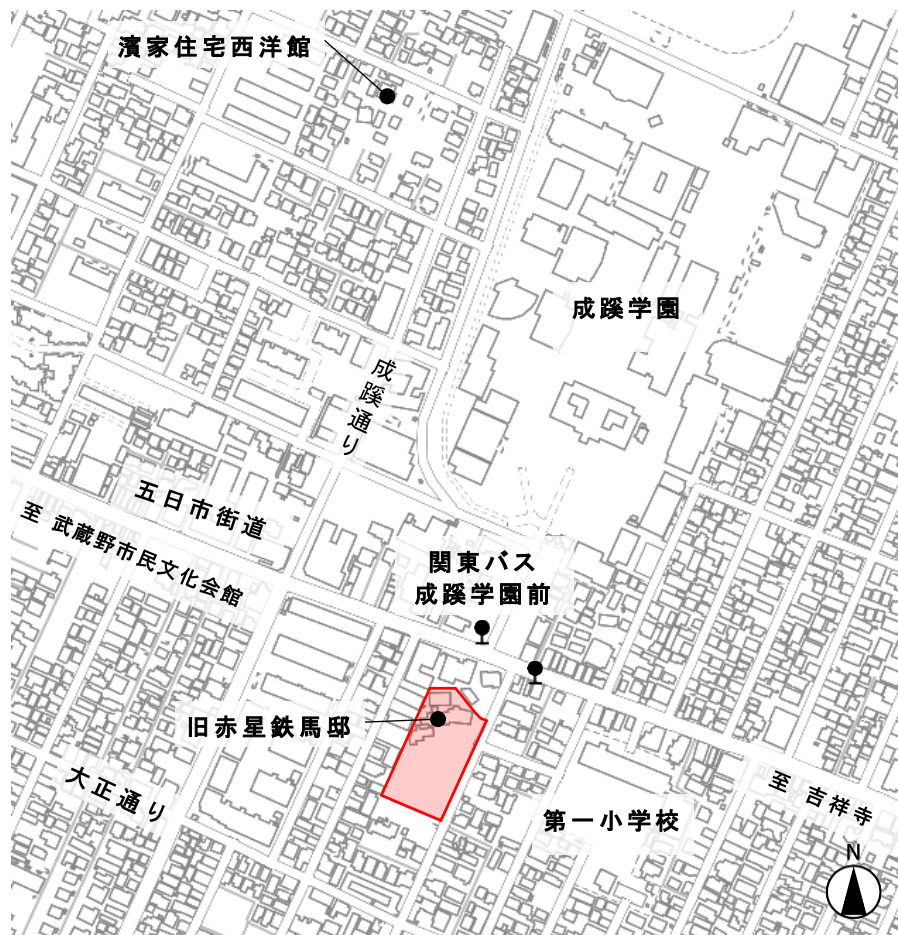 濱家住宅西洋館
成蹊学園
成蹊通り
五日市街道
至 武蔵野市民文化会館
関東バス
成蹊学園前
旧赤星鉄馬邸
大正通り
第一小学校
至 吉祥寺
N